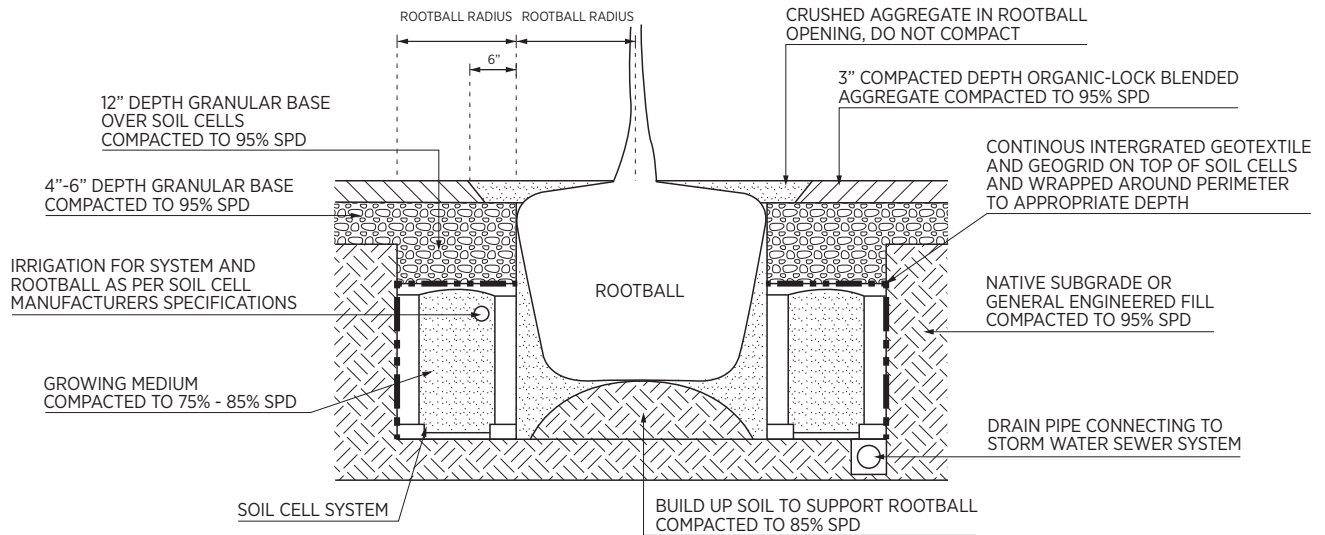 ROOTBALL RADIUS
ROOTBALL RADIUS
6”
CRUSHED AGGREGATE IN ROOTBALL
OPENING, DO NOT COMPACT
3” COMPACTED DEPTH ORGANIC-LOCK BLENDED
AGGREGATE COMPACTED TO 95% SPD
12” DEPTH GRANULAR BASE
OVER SOIL CELLS
COMPACTED TO 95% SPD
CONTINOUS INTERGRATED GEOTEXTILE
AND GEOGRID ON TOP OF SOIL CELLS
AND WRAPPED AROUND PERIMETER
TO APPROPRIATE DEPTH
4”-6” DEPTH GRANULAR BASE
COMPACTED TO 95% SPD
IRRIGATION FOR SYSTEM AND
ROOTBALL AS PER SOIL CELL
MANUFACTURERS SPECIFICATIONS
ROOTBALL
NATIVE SUBGRADE OR
GENERAL ENGINEERED FILL
COMPACTED TO 95% SPD
GROWING MEDIUM
COMPACTED TO 75% - 85% SPD
DRAIN PIPE CONNECTING TO
STORM WATER SEWER SYSTEM
SOIL CELL SYSTEM
BUILD UP SOIL TO SUPPORT ROOTBALL
COMPACTED TO 85% SPD